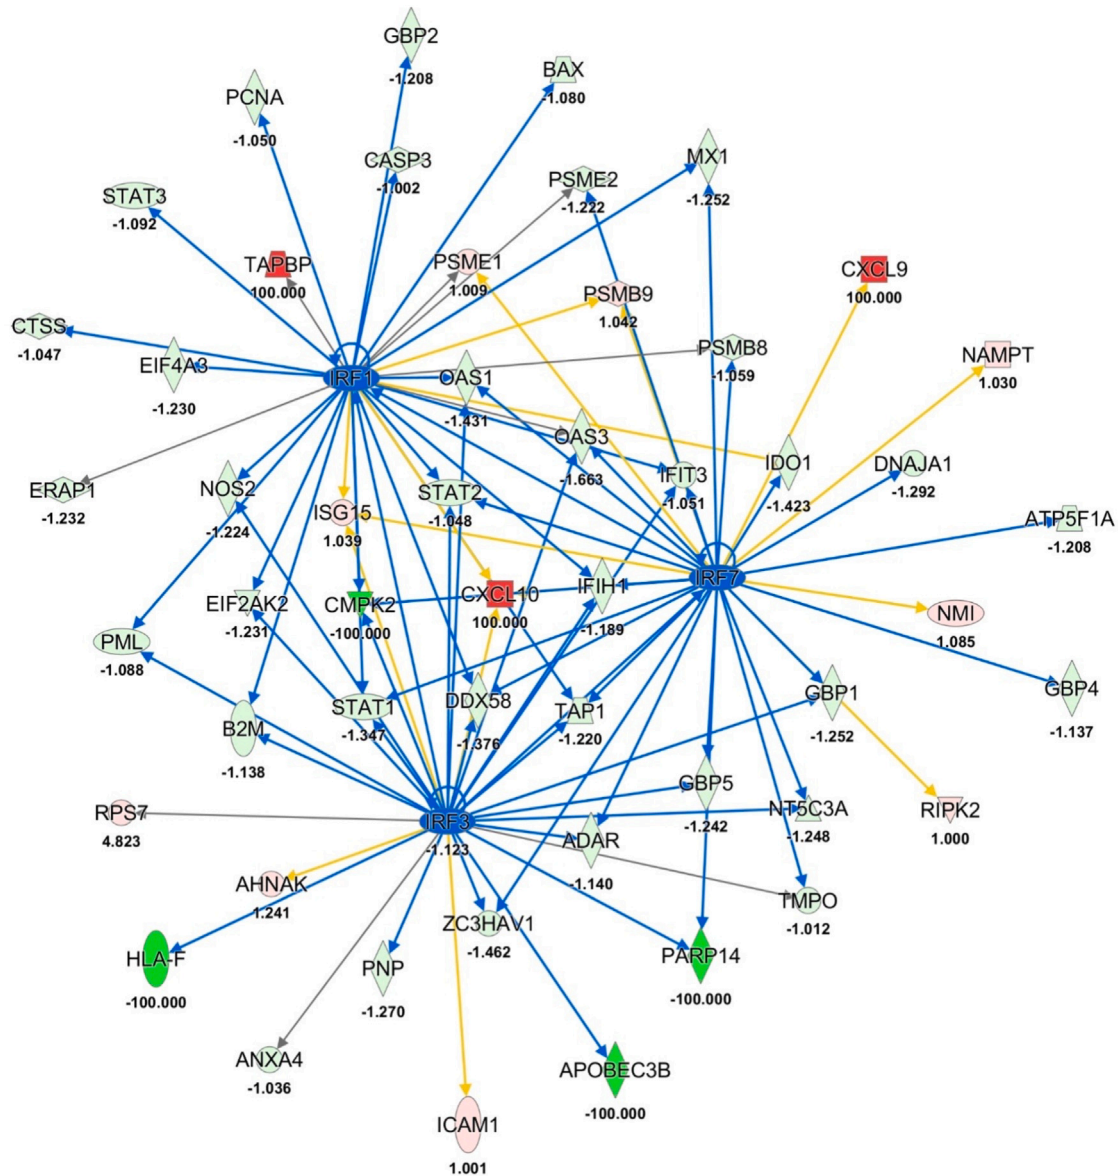 GBP2
-1.208
BAX
-1.080
PCNA
-1.050
CASP3
-1.002
MX1
-1.252
PSME2
-1.222
STAT3
-1.092
TAPBP
100.000
PSME1
1.009
CXCL9
100.000
PSMB9
1.042
CTSS
-1.047
PSMB8
-1.059
NAMPT
1.030
EIF4A3
-1.230
IRF1
OAS1
-1.431
OAS3
-1.663
IDO1
-1.423
DNAJA1
-1.292
IFIT3
-1.051
ERAP1
-1.232
NOS2
-1.224
STAT2
-1.048
ISG15
1.039
ATP5F1A
-1.208
IRF7
EIF2AK2
-1.231
CMPK2
-100.000
CXCL10
100.000
IFIH1
-1.189
NMI
1.085
PML
-1.088
GBP4
-1.137
GBP1
-1.252
STAT1
-1.347
DDX58
-1.376
TAP1
-1.220
B2M
-1.138
GBP5
-1.242
NT5C3A
-1.248
RIPK2
1.000
RPS7
4.823
IRF3
-1.123
ADAR
-1.140
AHNAK
1.241
TMPO
-1.012
ZC3HAV1
-1.462
HLA-F
-100.000
PNP
-1.270
PARP14
-100.000
ANXA4
-1.036
APOBEC3B
-100.000
ICAM1
1.001